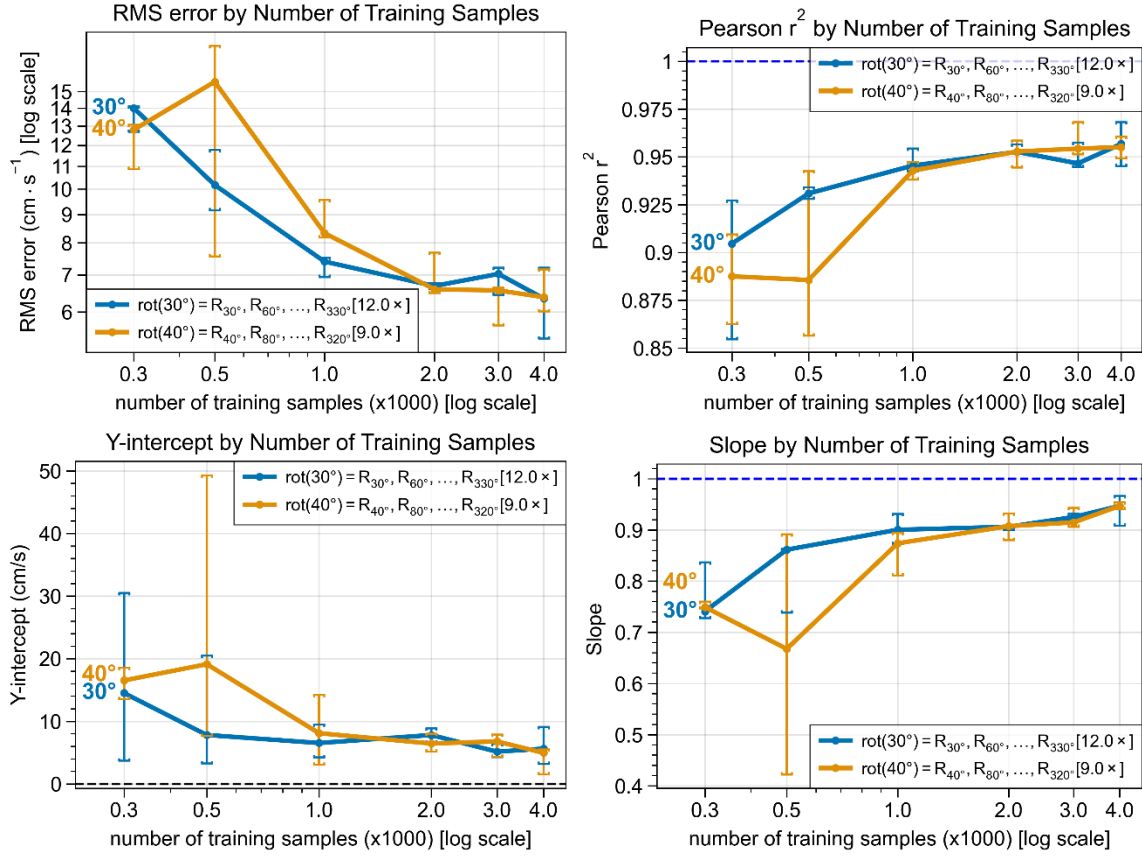 RMS error by Number of Training Samples
RMS error (cm · s⁻¹) [log scale]
15
14
13
12
11
10
9
8
7
6
30°
40°
rot(30°) = R₃₀°, R₆₀°, …, R₃₃₀° [12.0 ×]
rot(40°) = R₄₀°, R₈₀°, …, R₃₂₀° [9.0 ×]
0.3 0.5 1.0 2.0 3.0 4.0
number of training samples (x1000) [log scale]
Pearson r² by Number of Training Samples
Pearson r²
1
0.975
0.95
0.925
0.9
0.875
0.85
rot(30°) = R₃₀°, R₆₀°, …, R₃₃₀° [12.0 ×]
rot(40°) = R₄₀°, R₈₀°, …, R₃₂₀° [9.0 ×]
30°
40°
0.3 0.5 1.0 2.0 3.0 4.0
number of training samples (x1000) [log scale]
Y-intercept by Number of Training Samples
Y-intercept (cm/s)
50
40
30
20
10
0
rot(30°) = R₃₀°, R₆₀°, …, R₃₃₀° [12.0 ×]
rot(40°) = R₄₀°, R₈₀°, …, R₃₂₀° [9.0 ×]
40°
30°
0.3 0.5 1.0 2.0 3.0 4.0
number of training samples (x1000) [log scale]
Slope by Number of Training Samples
Slope
1
0.9
0.8
0.7
0.6
0.5
0.4
40°
30°
rot(30°) = R₃₀°, R₆₀°, …, R₃₃₀° [12.0 ×]
rot(40°) = R₄₀°, R₈₀°, …, R₃₂₀° [9.0 ×]
0.3 0.5 1.0 2.0 3.0 4.0
number of training samples (x1000) [log scale]